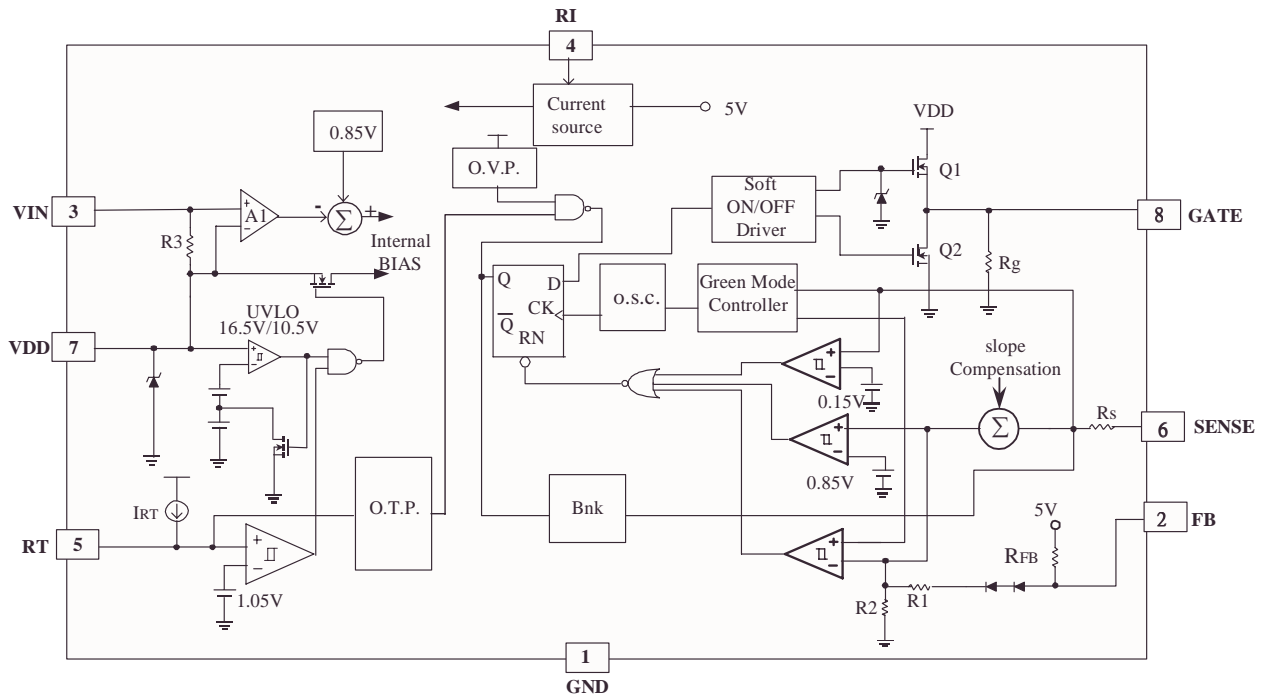 RI
4
Current
source
5V
VDD
0.85V
O.V.P.
Q1
Soft
ON/OFF
Driver
VIN
3
+
A1
−
-
Σ
+
8
GATE
R3
Internal
BIAS
Q2
Rg
Q
D
Q
CK
RN
o.s.c.
Green Mode
Controller
UVLO
16.5V/10.5V
VDD
7
+
−
+
−
0.15V
slope
Compensation
Σ
Rs
6
SENSE
+
−
0.85V
IRT
O.T.P.
Bnk
5V
2
FB
RT
5
+
−
1.05V
+
−
RFB
R1
R2
1
GND